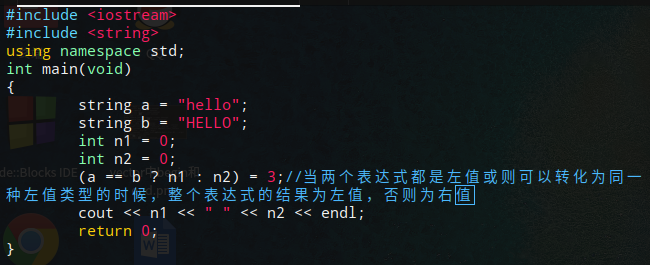 #include <iostream>
#include <string>
using namespace std;
int main(void)
{
string a = "hello";
string b = "HELLO";
int n1 = 0;
int n2 = 0;
(a == b ? n1 : n2) = 3;//当两个表达式都是左值或则可以转化为同一
种左值类型的时候，整个表达式的结果为左值，否则为右值
cout << n1 << " " << n2 << endl;
return 0;
}